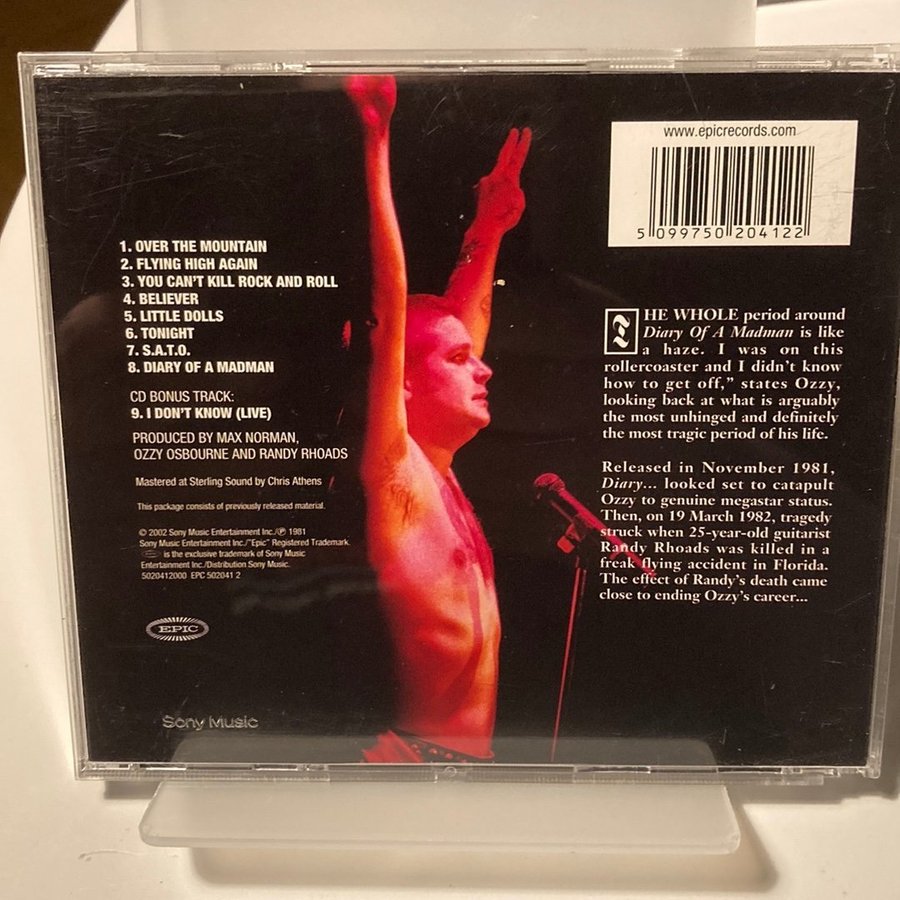 www.epicrecords.com
5 099750 204122
1. OVER THE MOUNTAIN
2. FLYING HIGH AGAIN
3. YOU CAN'T KILL ROCK AND ROLL
4. BELIEVER
5. LITTLE DOLLS
6. TONIGHT
7. S.A.T.O.
8. DIARY OF A MADMAN
CD BONUS TRACK:
9. I DON'T KNOW (LIVE)
PRODUCED BY MAX NORMAN,
OZZY OSBOURNE AND RANDY RHOADS
Mastered at Sterling Sound by Chris Athens
This package consists of previously released material.
© 2002 Sony Music Entertainment Inc./℗ 1981
Sony Music Entertainment Inc./"Epic" Registered Trademark.
EPIC is the exclusive trademark of Sony Music
Entertainment Inc./Distribution Sony Music.
5020412000 EPC 502041 2
EPIC
Sony Music
THE WHOLE period around
Diary Of A Madman is like
a haze. I was on this
rollercoaster and I didn't know
how to get off," states Ozzy,
looking back at what is arguably
the most unhinged and definitely
the most tragic period of his life.
Released in November 1981,
Diary... looked set to catapult
Ozzy to genuine megastar status.
Then, on 19 March 1982, tragedy
struck when 25-year-old guitarist
Randy Rhoads was killed in a
freak flying accident in Florida.
The effect of Randy's death came
close to ending Ozzy's career...